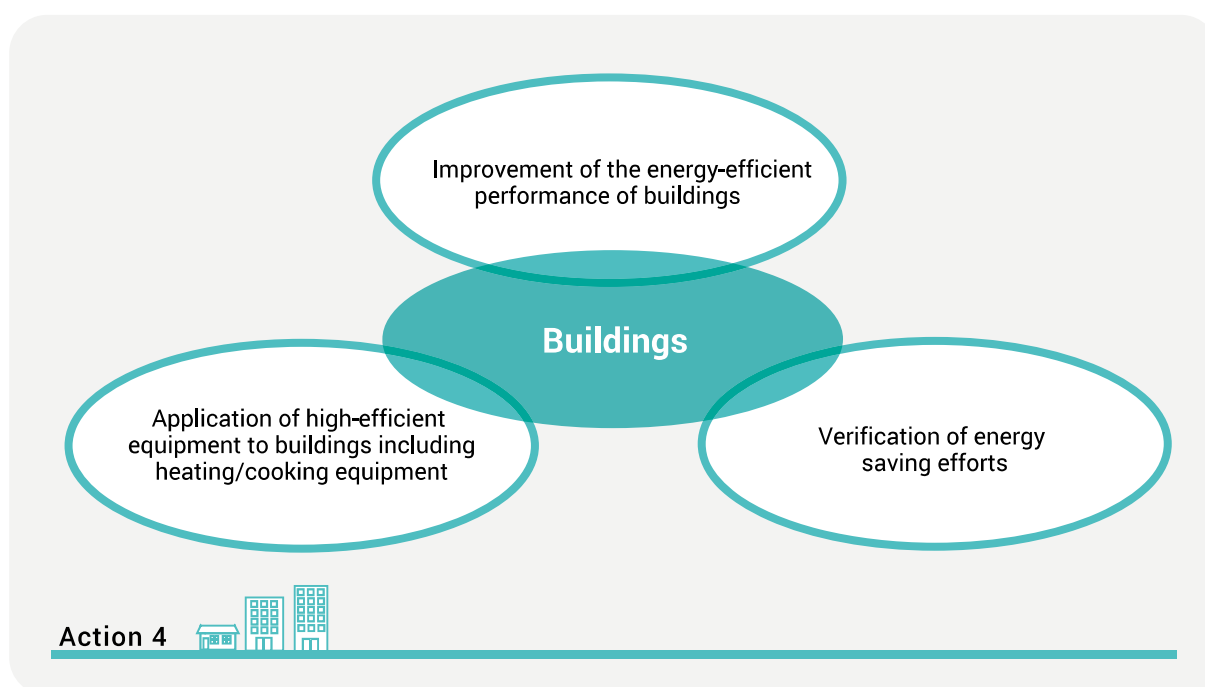 Improvement of the energy-efficient
performance of buildings
Buildings
Application of high-efficient
equipment to buildings including
heating/cooking equipment
Verification of energy
saving efforts
Action 4